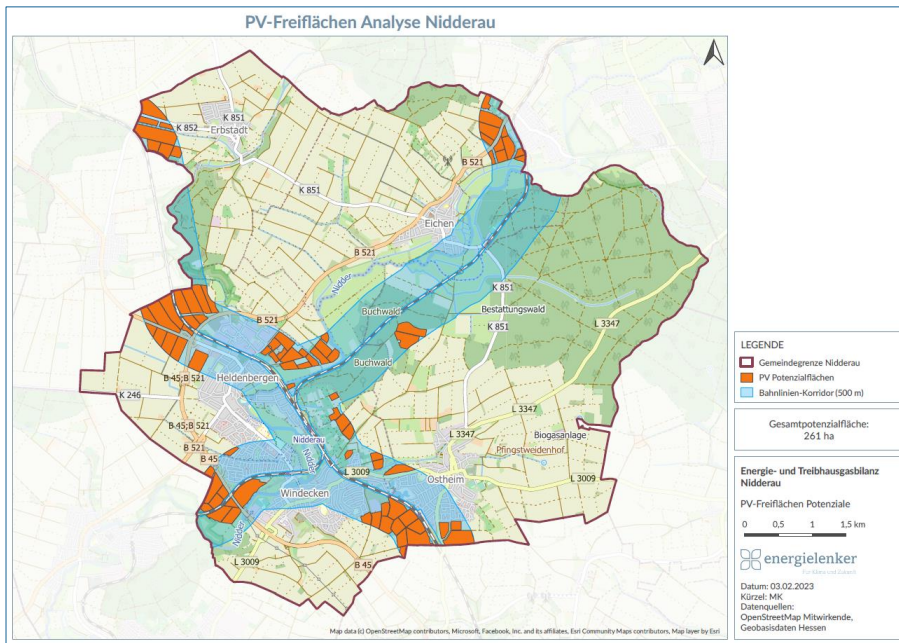 PV-Freiflächen Analyse Nidderau
K 851
K 852
Erbstadt
B 521
K 851
Eichen
B 521
Nidder
K 851
Buchwald
Bestattungswald
K 851
L 3347
B 521
Buchwald
B 45; B 521
Heldenbergen
K 246
L 3347
B 45; B 521
L 3347
Biogasanlage
Nidderau
Pfingstweidenhof
B 521
B 45
Nidder
L 3009
Ostheim
L 3009
Windecken
Nidder
L 3009
B 45
Map data (c) OpenStreetMap contributors, Microsoft, Facebook, Inc. and its affiliates, Esri Community Maps contributors, Map layer by Esri
LEGENDE
Gemeindegrenze Nidderau
PV Potenzialflächen
Bahnlinien-Korridor (500 m)
Gesamtpotenzialfläche:
261 ha
Energie- und Treibhausgasbilanz
Nidderau
PV-Freiflächen Potenziale
0 0,5 1 1,5 km
energielenker
Datum: 03.02.2023
Kürzel: MK
Datenquellen:
OpenStreetMap Mitwirkende,
Geobasisdaten Hessen